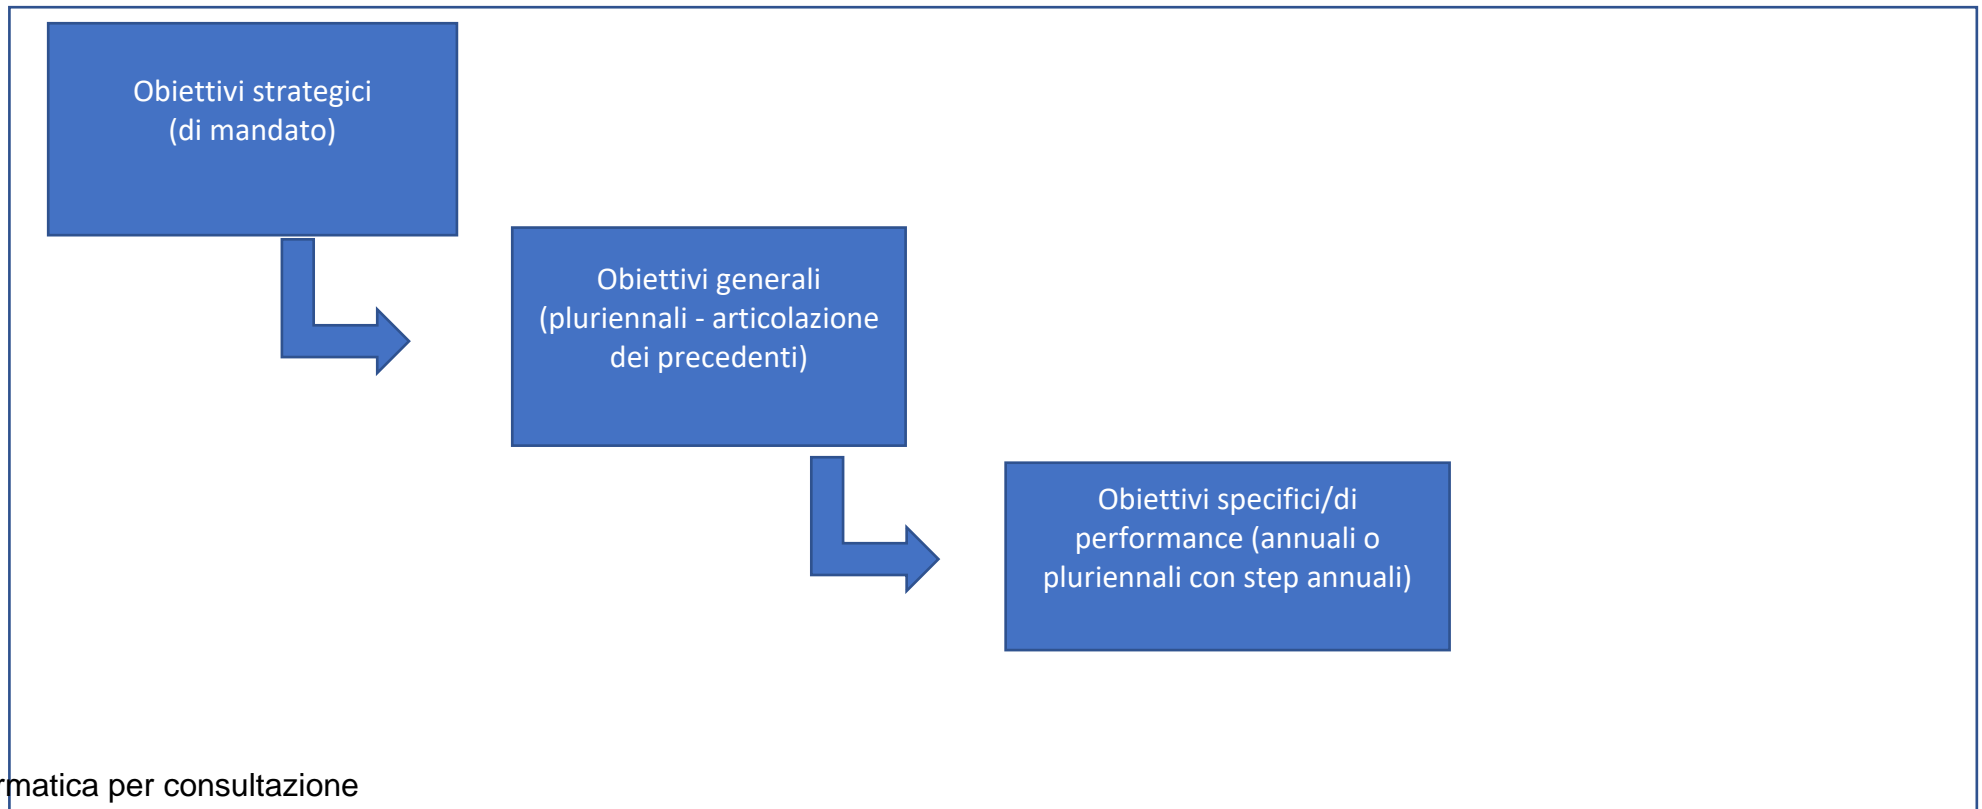 Obiettivi strategici
(di mandato)
Obiettivi generali
(pluriennali - articolazione
dei precedenti)
Obiettivi specifici/di
performance (annuali o
pluriennali con step annuali)
per consultazione